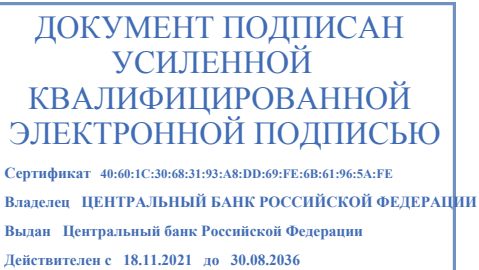 ДОКУМЕНТ ПОДПИСАН
УСИЛЕННОЙ
КВАЛИФИЦИРОВАННОЙ
ЭЛЕКТРОННОЙ ПОДПИСЬЮ
Сертификат 40:60:1C:30:68:31:93:A8:DD:69:FE:6B:61:96:5A:FE
Владелец ЦЕНТРАЛЬНЫЙ БАНК РОССИЙСКОЙ ФЕДЕРАЦИИ
Выдан Центральный банк Российской Федерации
Действителен с 18.11.2021 до 30.08.2036